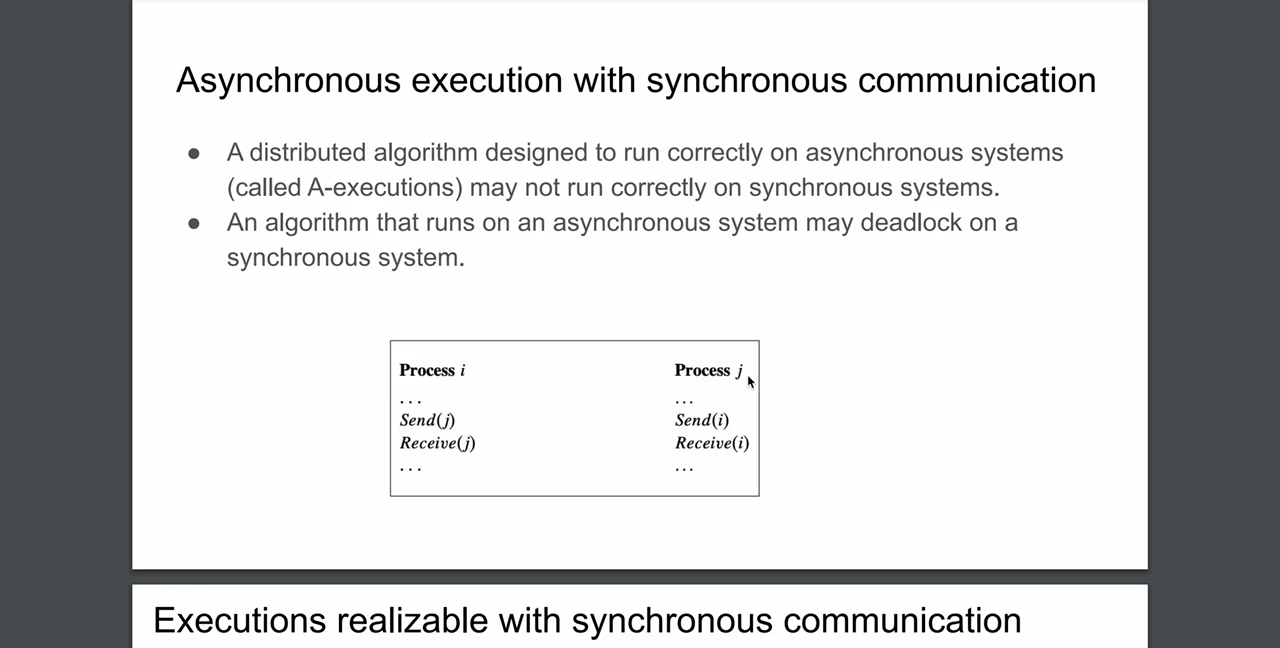 Asynchronous execution with synchronous communication
● A distributed algorithm designed to run correctly on asynchronous systems
(called A-executions) may not run correctly on synchronous systems.
● An algorithm that runs on an asynchronous system may deadlock on a
synchronous system.
Process i
...
Send(j)
Receive(j)
...
Process j
...
Send(i)
Receive(i)
...
Executions realizable with synchronous communication